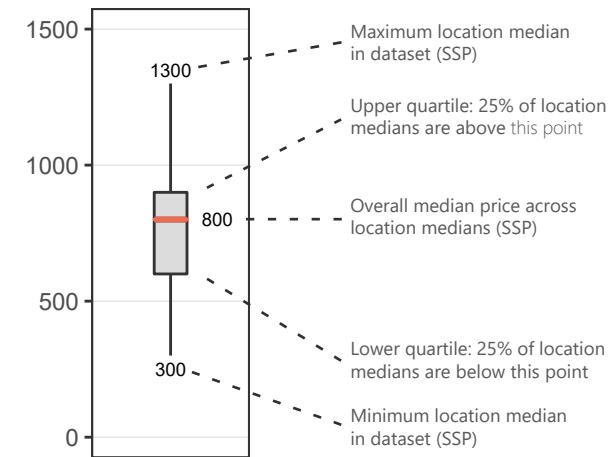 1500
Maximum location median
in dataset (SSP)
1300
Upper quartile: 25% of location
medians are above this point
1000
800
Overall median price across
location medians (SSP)
500
Lower quartile: 25% of location
medians are below this point
300
Minimum location median
in dataset (SSP)
0